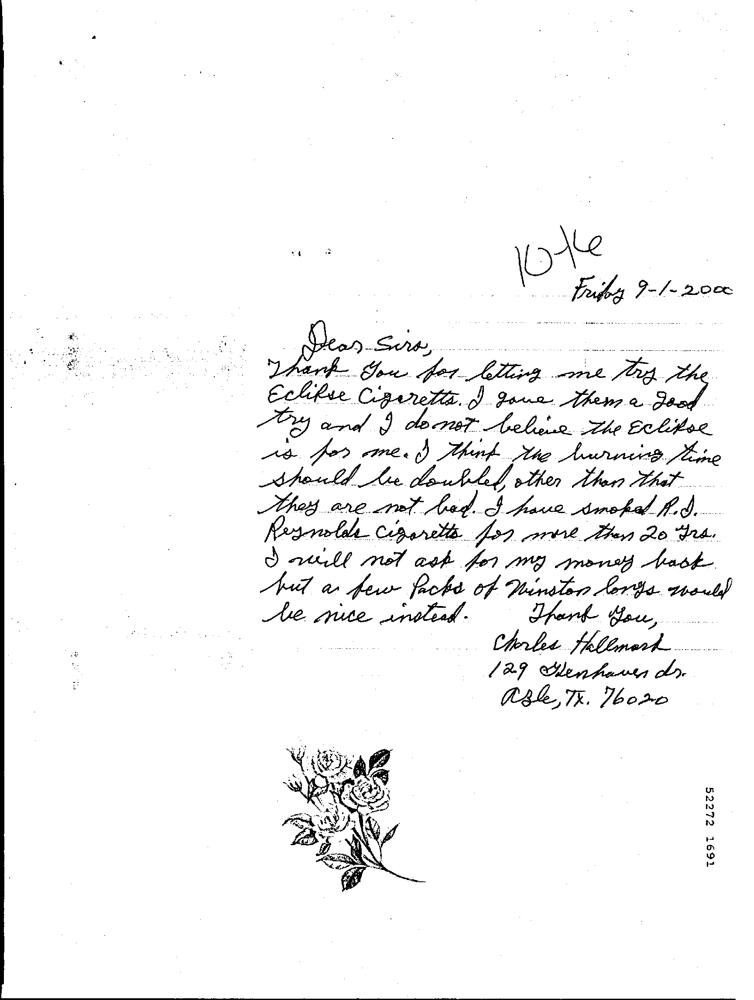 10-16
Friday 9-1-2000
Dear Sirs,
Thank You for letting me try the
Eclikse Cigaretts. I gave them a good
try and I do not believe the Eclikse
is for me. I think the burning time
should be doubled, other than that
they are not bad. I have smoked R.J.
Reynolds cigaretts for more than 20 Yrs.
I will not ask for my money back
but a few Packs of Winston longs would
be nice instead.
Thank You,
Charles Hallmark
129 dr.
Azle, TX. 76020
52272 1691